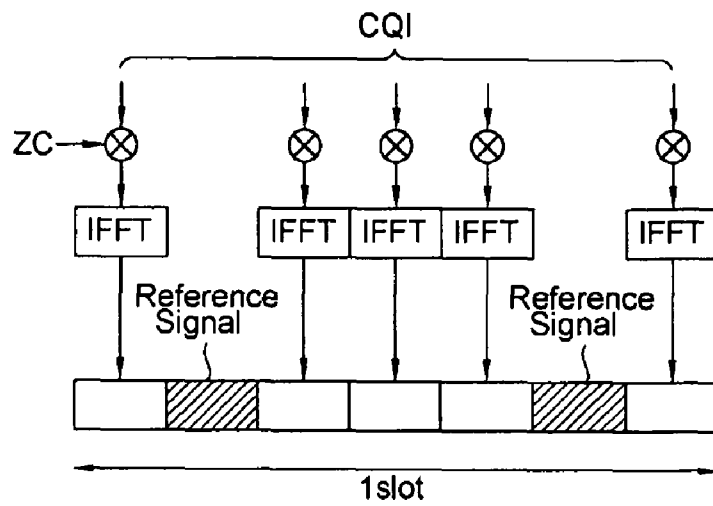 CQI
ZC
IFFT
IFFT
IFFT
IFFT
IFFT
Reference
Signal
Reference
Signal
1slot